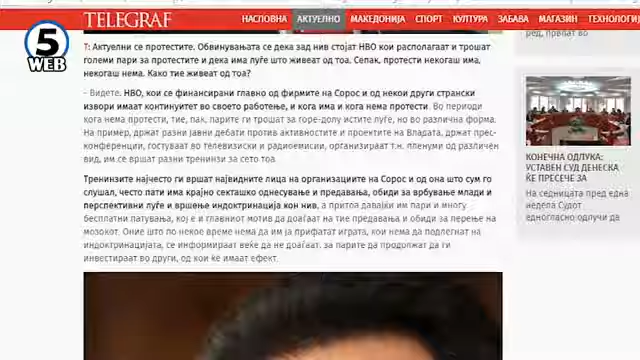 TELEGRAF
НАСЛОВНА АКТУЕЛНО МАКЕДОНИЈА СПОРТ КУЛТУРА ЗАБАВА МАГАЗИН ТЕХНОЛОГИЈ
5
WEB
Т: Актуелни се протестите. Обвинувањата се дека зад нив стојат НВО кои располагаат и трошат
големи пари за протестите и дека има луѓе што живеат од тоа. Сепак, протести некогаш има,
некогаш нема. Како тие живеат од тоа?
- Видете. НВО, кои се финансирани главно од фирмите на Сорос и од некои други странски
извори имаат континуитет во своето работење, и кога има и кога нема протести. Во периоди
кога нема протести, тие, пак, парите ги трошат за горе-долу истите луѓе, но во различна форма.
На пример, држат разни јавни дебати против активностите и проектите на Владата, држат прес-
конференции, гостуваат во телевизиски и радиоемисии, организираат т.н. пленуми од различен
вид, им се вршат разни тренинзи за сето тоа.
Тренинзите најчесто ги вршат највидните лица на организациите на Сорос и од она што сум го
слушал, често пати има крајно секташко однесување и предавања, обиди за врбување млади и
перспективни луѓе и вршење индоктринација кон нив, а притоа давајќи им пари и многу
бесплатни патувања, кој е и главниот мотив да доаѓаат на тие предавања и обиди за перење на
мозокот. Оние што по некое време нема да им ја прифатат играта, кои нема да подлегнат на
индоктринацијата, се информираат веќе да не доаѓаат, за парите да продолжат да ги
инвестираат во други, од кои ќе имаат ефект.
ред, првпат во
КОНЕЧНА ОДЛУКА:
УСТАВЕН СУД ДЕНЕСКА
ЌЕ ПРЕСЕЧЕ ЗА
На седницата пред една
недела Судот
едногласно одлучи да